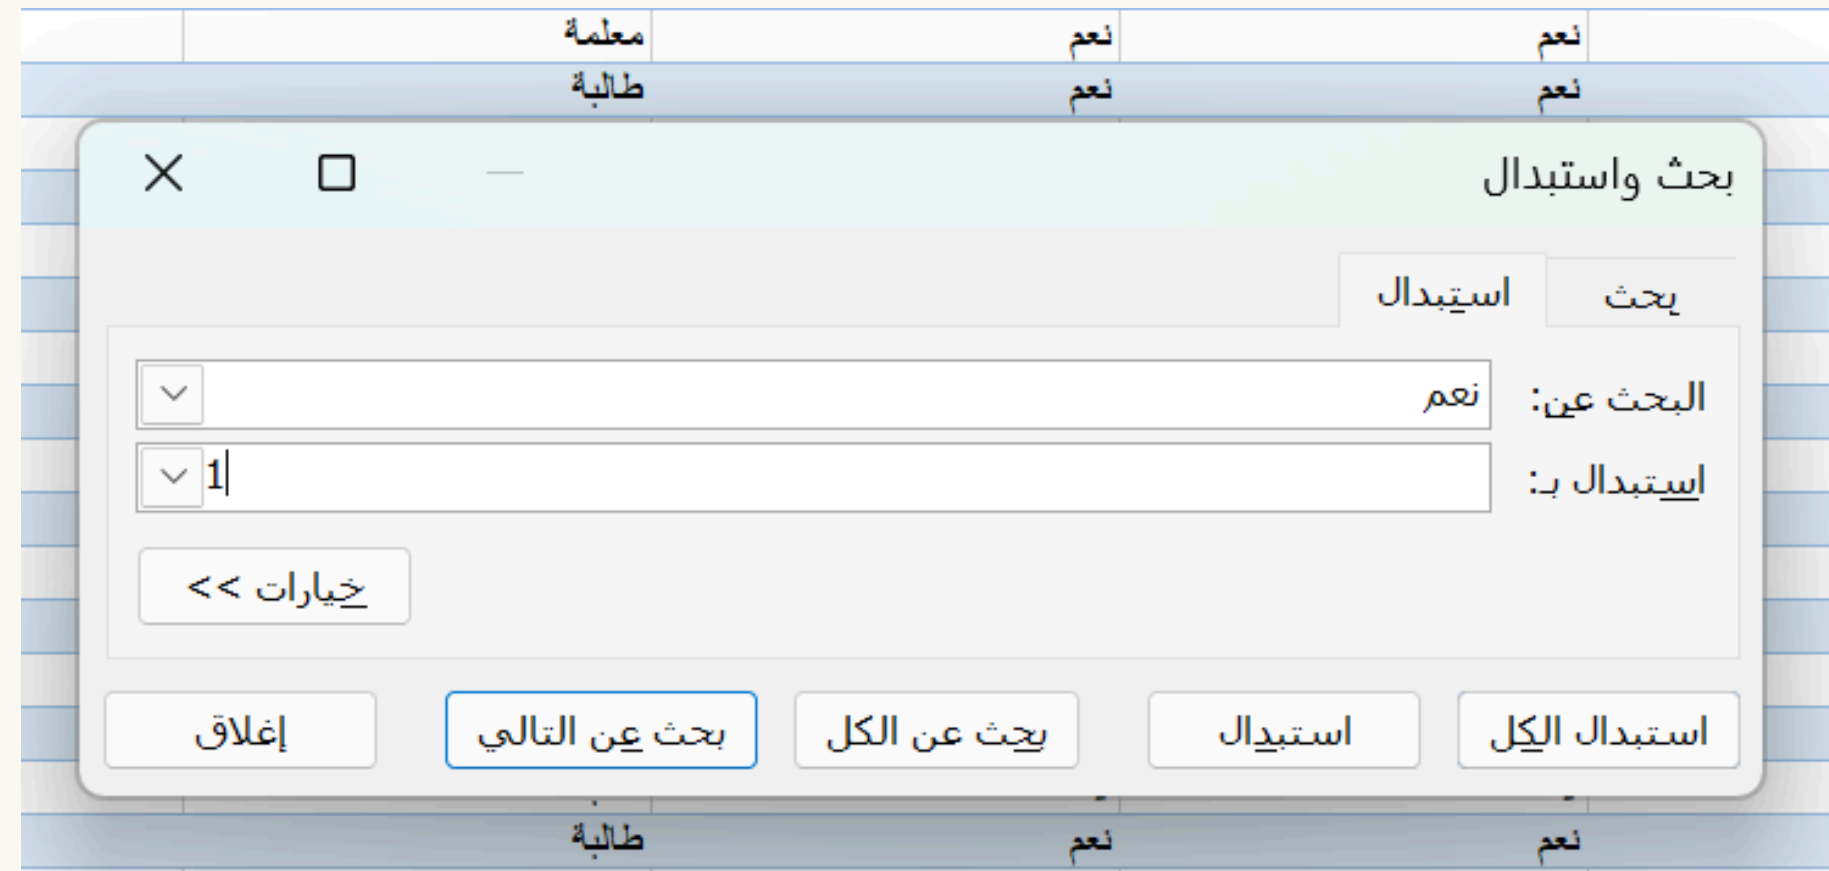 نعم نعم معلمة
نعم نعم طالبة
بحث واستبدال
بحث استبدال
البحث عن: نعم
استبدال بـ: 1
خيارات >>
استبدال الكل استبدال بحث عن الكل بحث عن التالي إغلاق
نعم نعم طالبة